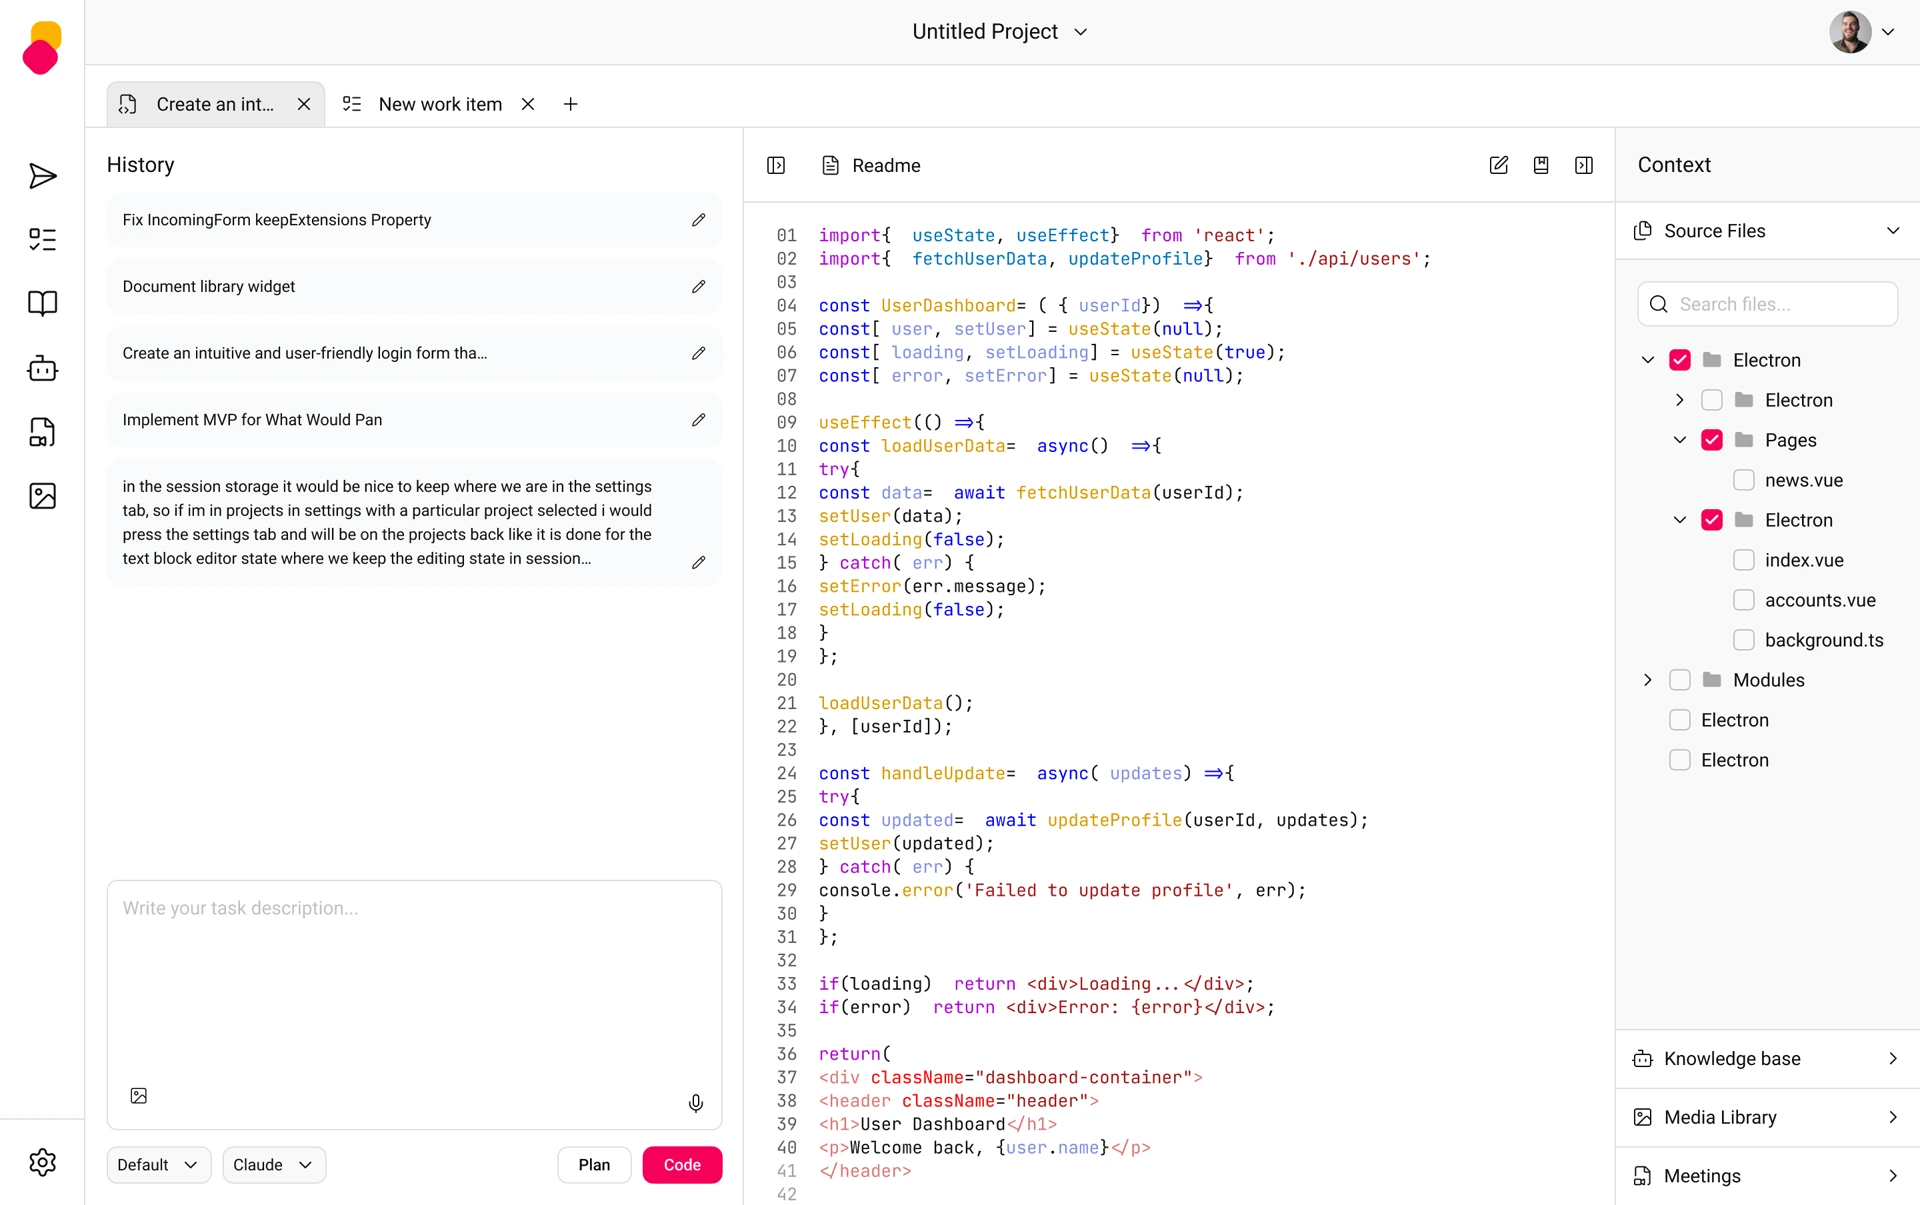 Untitled Project
Create an int...
New work item
History
Fix IncomingForm keepExtensions Property
Document library widget
Create an intuitive and user-friendly login form tha...
Implement MVP for What Would Pan
in the session storage it would be nice to keep where we are in the settings
tab, so if im in projects in settings with a particular project selected i would
press the settings tab and will be on the projects back like it is done for the
text block editor state where we keep the editing state in session...
Write your task description...
Default
Claude
Plan
Code
Readme
01 import{  useState, useEffect}  from 'react';
02 import{  fetchUserData, updateProfile}  from './api/users';
03
04 const UserDashboard= ( { userId})  =>{
05 const[ user, setUser] = useState(null);
06 const[ loading, setLoading] = useState(true);
07 const[ error, setError] = useState(null);
08
09 useEffect(() =>{
10 const loadUserData=  async()  =>{
11 try{
12 const data=  await fetchUserData(userId);
13 setUser(data);
14 setLoading(false);
15 } catch( err) {
16 setError(err.message);
17 setLoading(false);
18 }
19 };
20
21 loadUserData();
22 }, [userId]);
23
24 const handleUpdate=  async( updates) =>{
25 try{
26 const updated=  await updateProfile(userId, updates);
27 setUser(updated);
28 } catch( err) {
29 console.error('Failed to update profile', err);
30 }
31 };
32
33 if(loading)  return <div>Loading...</div>;
34 if(error)  return <div>Error: {error}</div>;
35
36 return(
37 <div className="dashboard-container">
38 <header className="header">
39 <h1>User Dashboard</h1>
40 <p>Welcome back, {user.name}</p>
41 </header>
42
Context
Source Files
Search files...
Electron
Electron
Pages
news.vue
Electron
index.vue
accounts.vue
background.ts
Modules
Electron
Electron
Knowledge base
Media Library
Meetings